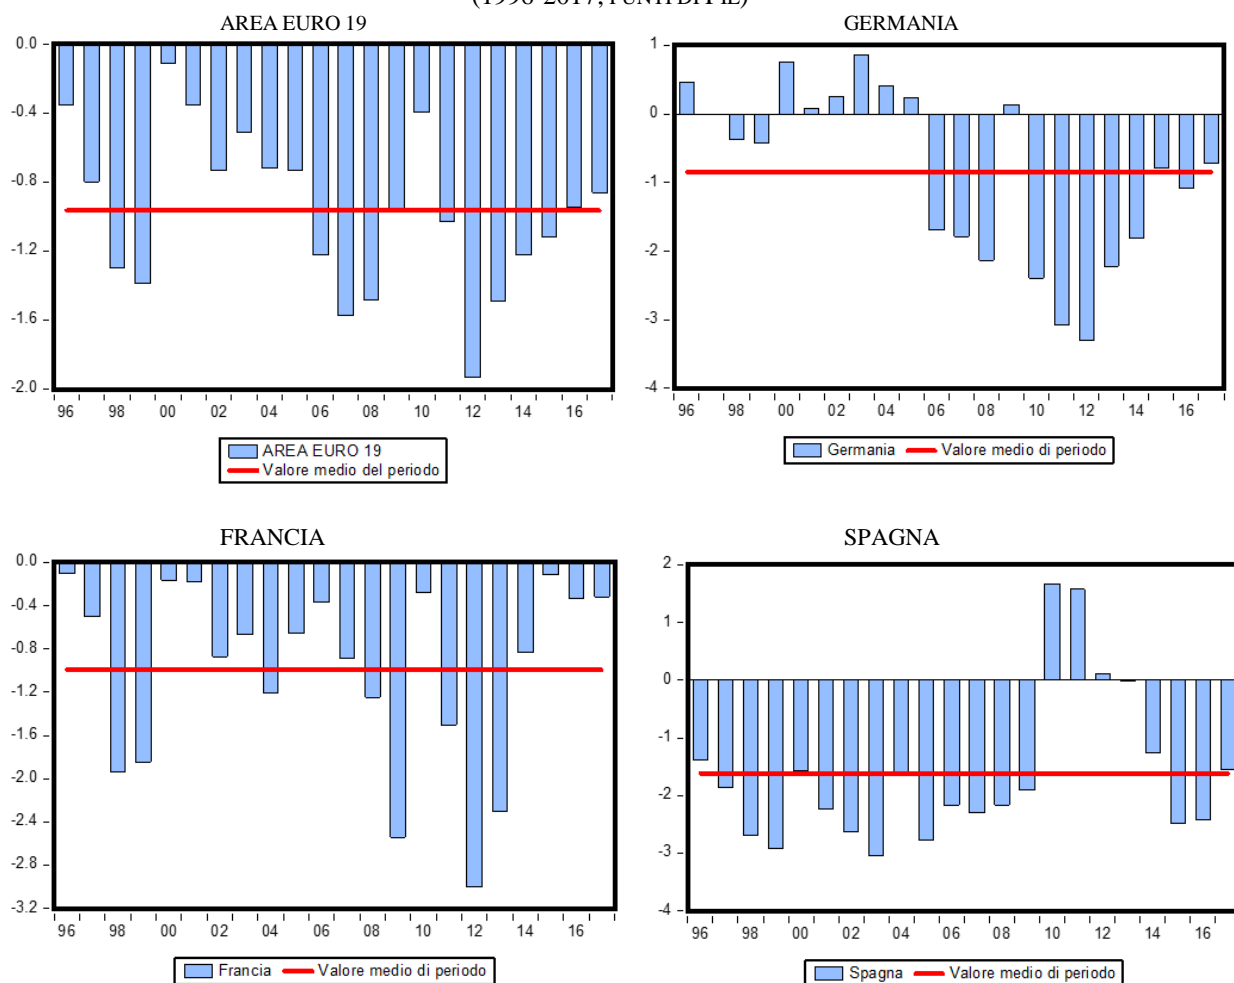 (1996-2017, PUNTI DI PIL)
AREA EURO 19
0.0
-0.4
-0.8
-1.2
-1.6
-2.0
96 98 00 02 04 06 08 10 12 14 16
AREA EURO 19
Valore medio del periodo
GERMANIA
1
0
-1
-2
-3
-4
96 98 00 02 04 06 08 10 12 14 16
Germania Valore medio di periodo
FRANCIA
0.0
-0.4
-0.8
-1.2
-1.6
-2.0
-2.4
-2.8
-3.2
96 98 00 02 04 06 08 10 12 14 16
Francia Valore medio di periodo
SPAGNA
2
1
0
-1
-2
-3
-4
96 98 00 02 04 06 08 10 12 14 16
Spagna Valore medio di periodo